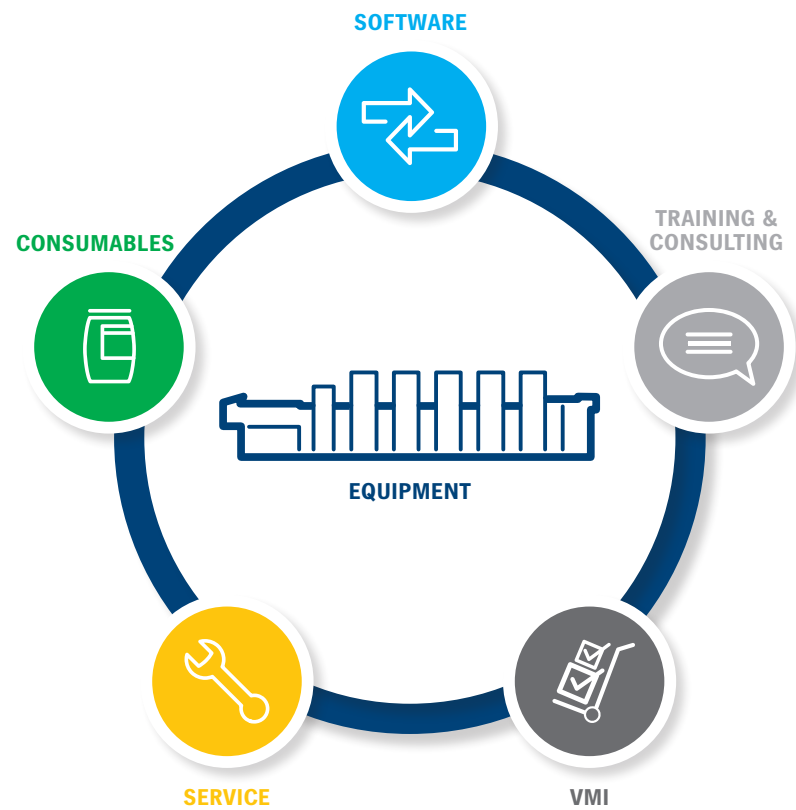 SOFTWARE
TRAINING &
CONSULTING
CONSUMABLES
EQUIPMENT
SERVICE
VMI